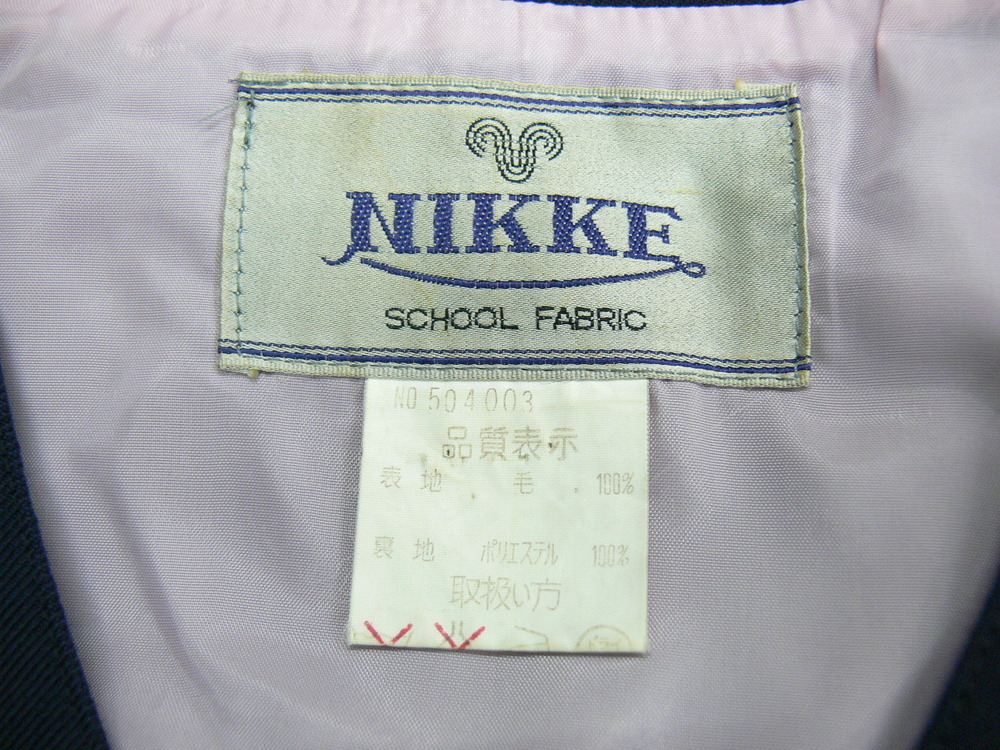 NIKKE
SCHOOL FABRIC
NO 504003
品質表示
表地 毛 100%
裏地 ポリエステル 100%
取扱い方